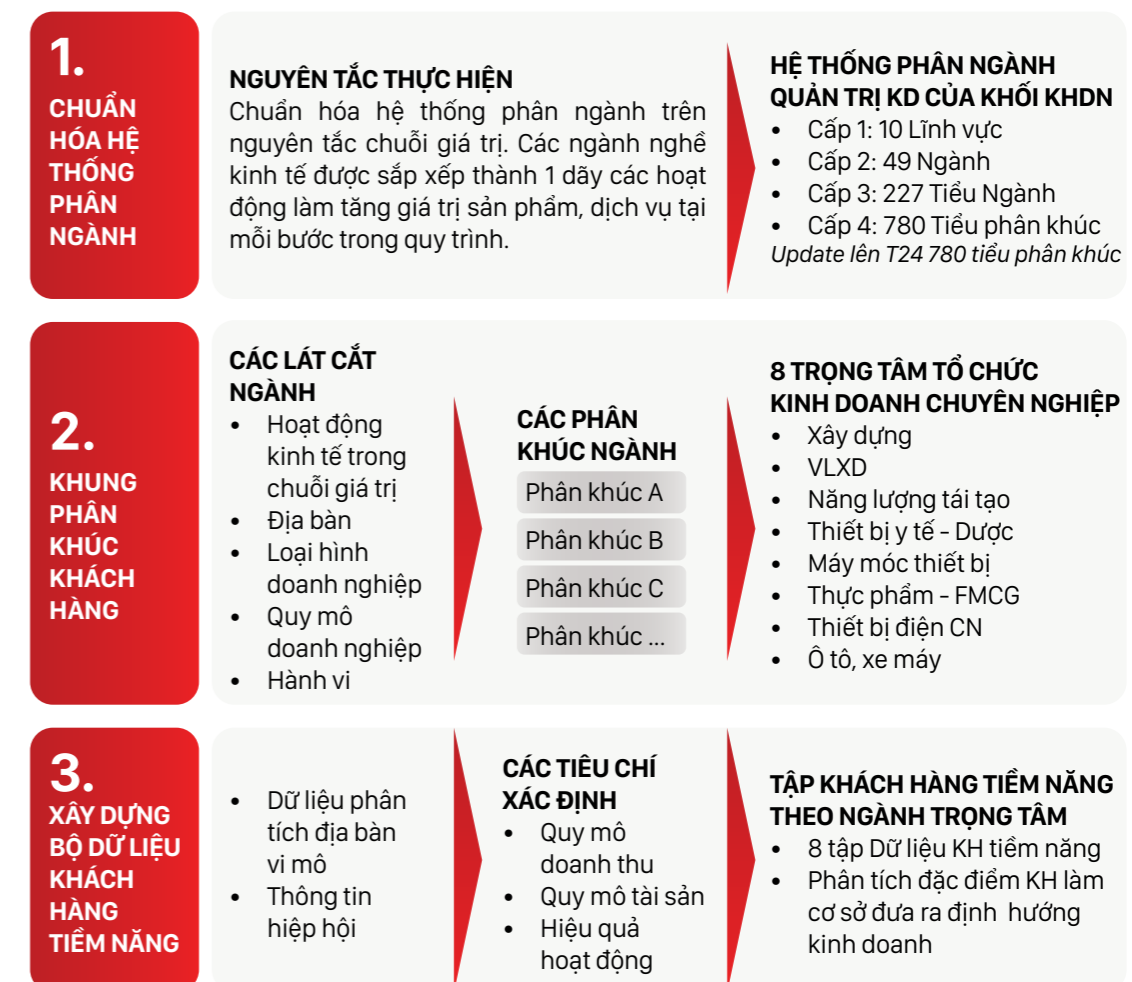 1.
CHUẨN
HÓA HỆ
THỐNG
PHÂN
NGÀNH
NGUYÊN TẮC THỰC HIỆN
Chuẩn hóa hệ thống phân ngành trên
nguyên tắc chuỗi giá trị. Các ngành nghề
kinh tế được sắp xếp thành 1 dãy các hoạt
động làm tăng giá trị sản phẩm, dịch vụ tại
mỗi bước trong quy trình.
HỆ THỐNG PHÂN NGÀNH
QUẢN TRỊ KD CỦA KHỐI KHDN
• Cấp 1: 10 Lĩnh vực
• Cấp 2: 49 Ngành
• Cấp 3: 227 Tiểu Ngành
• Cấp 4: 780 Tiểu phân khúc
Update lên T24 780 tiểu phân khúc
2.
KHUNG
PHÂN
KHÚC
KHÁCH
HÀNG
CÁC LÁT CẮT
NGÀNH
• Hoạt động
kinh tế trong
chuỗi giá trị
• Địa bàn
• Loại hình
doanh nghiệp
• Quy mô
doanh nghiệp
• Hành vi
CÁC PHÂN
KHÚC NGÀNH
Phân khúc A
Phân khúc B
Phân khúc C
Phân khúc ...
8 TRỌNG TÂM TỔ CHỨC
KINH DOANH CHUYÊN NGHIỆP
• Xây dựng
• VLXD
• Năng lượng tái tạo
• Thiết bị y tế - Dược
• Máy móc thiết bị
• Thực phẩm - FMCG
• Thiết bị điện CN
• Ô tô, xe máy
3.
XÂY DỰNG
BỘ DỮ LIỆU
KHÁCH
HÀNG
TIỀM NĂNG
• Dữ liệu phân
tích địa bàn
vi mô
• Thông tin
hiệp hội
CÁC TIÊU CHÍ
XÁC ĐỊNH
• Quy mô
doanh thu
• Quy mô tài sản
• Hiệu quả
hoạt động
TẬP KHÁCH HÀNG TIỀM NĂNG
THEO NGÀNH TRỌNG TÂM
• 8 tập Dữ liệu KH tiềm năng
• Phân tích đặc điểm KH làm
cơ sở đưa ra định hướng
kinh doanh